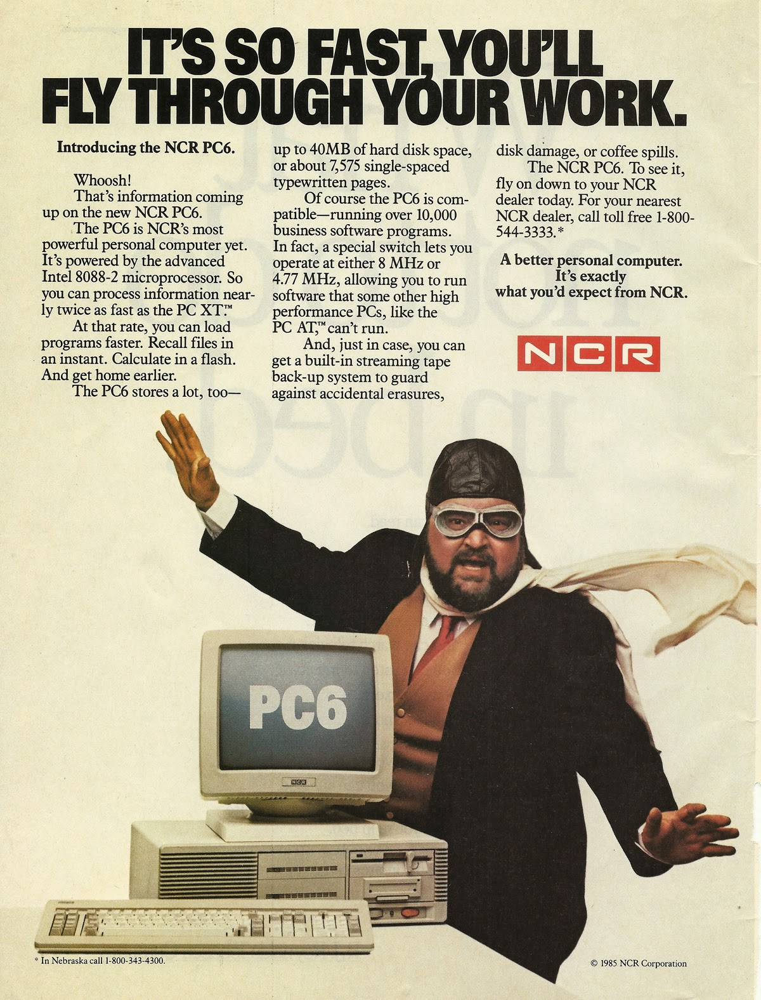 IT'S SO FAST, YOU'LL
FLY THROUGH YOUR WORK.
Introducing the NCR PC6.
Whoosh!
That's information coming
up on the new NCR PC6.
The PC6 is NCR's most
powerful personal computer yet.
It's powered by the advanced
Intel 8088-2 microprocessor. So
you can process information near-
ly twice as fast as the PC XT.™
At that rate, you can load
programs faster. Recall files in
an instant. Calculate in a flash.
And get home earlier.
The PC6 stores a lot, too—
up to 40MB of hard disk space,
or about 7,575 single-spaced
typewritten pages.
Of course the PC6 is com-
patible—running over 10,000
business software programs.
In fact, a special switch lets you
operate at either 8 MHz or
4.77 MHz, allowing you to run
software that some other high
performance PCs, like the
PC AT,™ can't run.
And, just in case, you can
get a built-in streaming tape
back-up system to guard
against accidental erasures,
disk damage, or coffee spills.
The NCR PC6. To see it,
fly on down to your NCR
dealer today. For your nearest
NCR dealer, call toll free 1-800-
544-3333.*
A better personal computer.
It's exactly
what you'd expect from NCR.
NCR
PC6
NCR
* In Nebraska call 1-800-343-4300.
© 1985 NCR Corporation